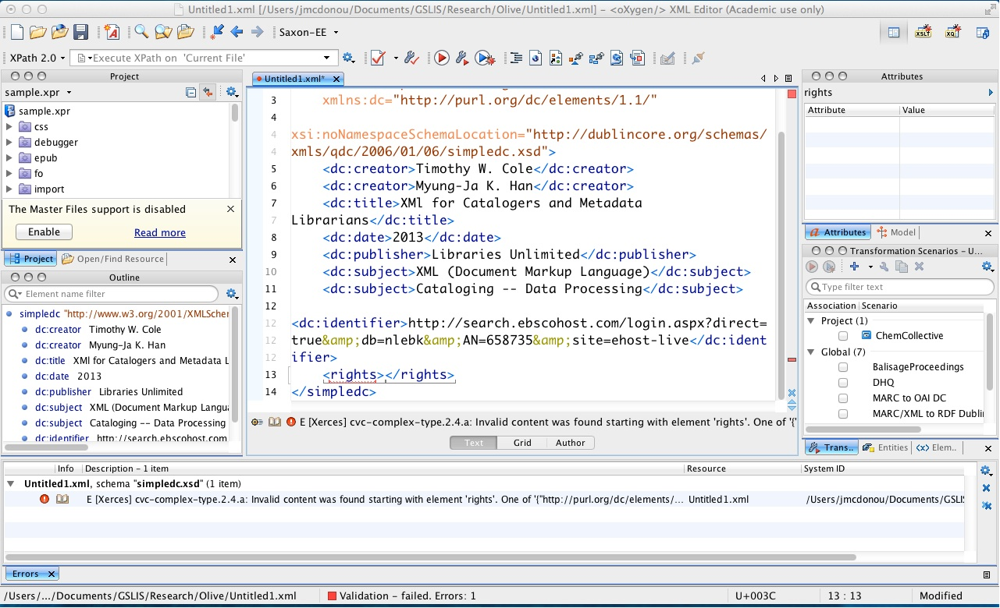 Untitled1.xml [/Users/jmcdonou/Documents/GSLIS/Research/Olive/Untitled1.xml] - <oXygen/> XML Editor (Academic use only)
Saxon-EE
XSLT
XQ
XPath 2.0
Execute XPath on 'Current File'
Project
sample.xpr
sample.xpr
css
debugger
epub
fo
import
The Master Files support is disabled
Enable
Read more
Project
Open/Find Resource
Outline
Element name filter
simpledc "http://www.w3.org/2001/XMLScher
dc:creator Timothy W. Cole
dc:creator Myung-Ja K. Han
dc:title XMl for Catalogers and Metadata L
dc:date 2013
dc:publisher Libraries Unlimited
dc:subject XML (Document Markup Langua
dc:subject Cataloging -- Data Processing
dc:identifier http://search.ebscohost.com
Untitled1.xml*
3 xmlns:dc="http://purl.org/dc/elements/1.1/"
4
4 xsi:noNamespaceSchemaLocation="http://dublincore.org/schemas/
4 xmls/qdc/2006/01/06/simpledc.xsd">
5 <dc:creator>Timothy W. Cole</dc:creator>
6 <dc:creator>Myung-Ja K. Han</dc:creator>
7 <dc:title>XMl for Catalogers and Metadata
7 Librarians</dc:title>
8 <dc:date>2013</dc:date>
9 <dc:publisher>Libraries Unlimited</dc:publisher>
10 <dc:subject>XML (Document Markup Language)</dc:subject>
11 <dc:subject>Cataloging -- Data Processing</dc:subject>
12
12 <dc:identifier>http://search.ebscohost.com/login.aspx?direct=
12 true&amp;db=nlebk&amp;AN=658735&amp;site=ehost-live</dc:ident
12 ifier>
13 <rights></rights>
14 </simpledc>
E [Xerces] cvc-complex-type.2.4.a: Invalid content was found starting with element 'rights'. One of '{'
Text
Grid
Author
Attributes
rights
Attribute Value
Attributes
Model
Transformation Scenarios - U...
Type filter text
Association Scenario
Project (1)
ChemCollective
Global (7)
BalisageProceedings
DHQ
MARC to OAI DC
MARC/XML to RDF Dublin
Trans..
Entities
Elem..
Info Description - 1 item Resource System ID
Untitled1.xml, schema "simpledc.xsd" (1 item)
E [Xerces] cvc-complex-type.2.4.a: Invalid content was found starting with element 'rights'. One of '{"http://purl.org/dc/elements/... Untitled1.xml /Users/jmcdonou/Documents/GSLI
Errors
/Users/.../Documents/GSLIS/Research/Olive/Untitled1.xml Validation - failed. Errors: 1 U+003C 13 : 13 Modified